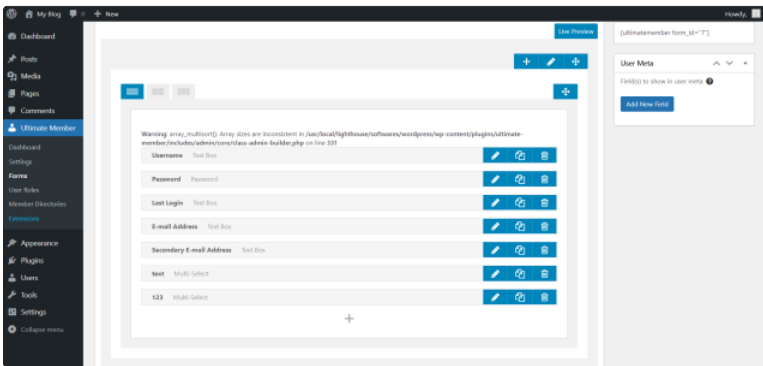 My Blog
0
New
Howdy,
Dashboard
Posts
Media
Pages
Comments
Ultimate Member
Dashboard
Settings
Forms
User Roles
Member Directories
Extensions
Appearance
Plugins
Users
Tools
Settings
Collapse menu
Live Preview
Warning: array_multisort(): Array sizes are inconsistent in /usr/local/lighthouse/softwares/wordpress/wp-content/plugins/ultimate-
member/includes/admin/core/class-admin-builder.php on line 331
Username Text Box
Password Password
Last Login Text Box
E-mail Address Text Box
Secondary E-mail Address Text Box
text Multi-Select
123 Multi-Select
[ultimatemember form_id="7"]
User Meta
Field(s) to show in user meta
Add New Field